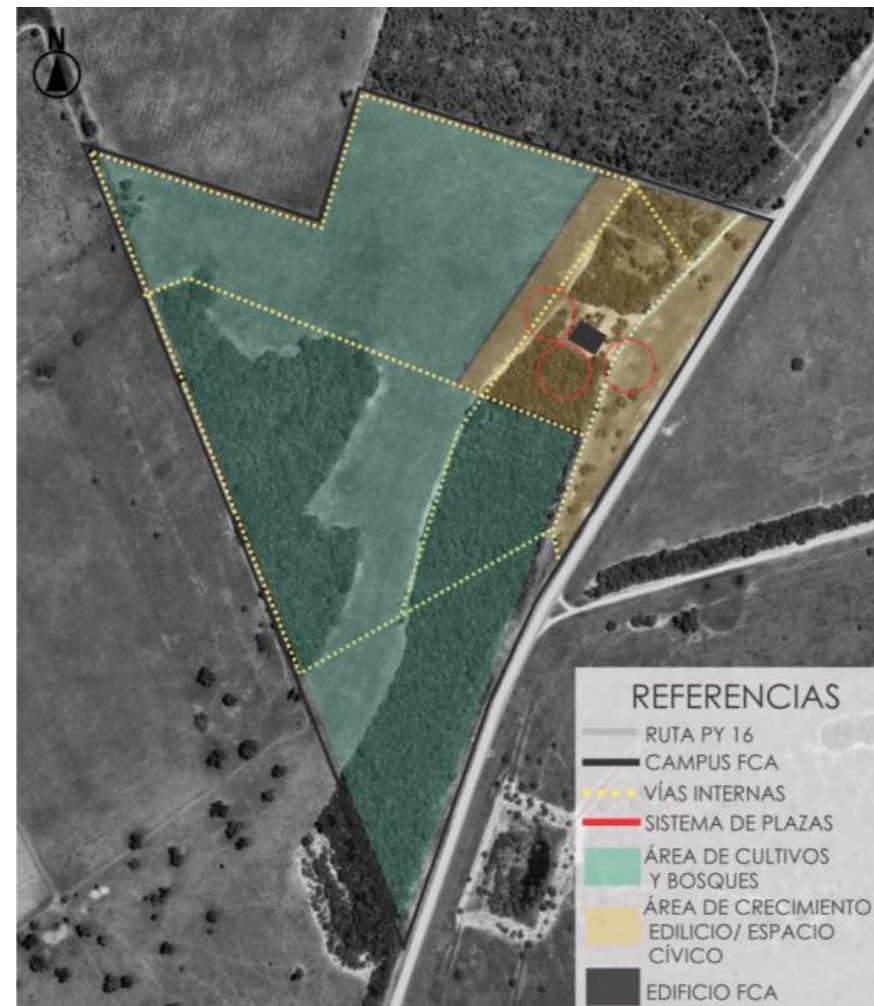 N
REFERENCIAS
RUTA PY 16
CAMPUS FCA
VÍAS INTERNAS
SISTEMA DE PLAZAS
ÁREA DE CULTIVOS
Y BOSQUES
ÁREA DE CRECIMIENTO
EDILICIO/ ESPACIO
CÍVICO
EDIFICIO FCA